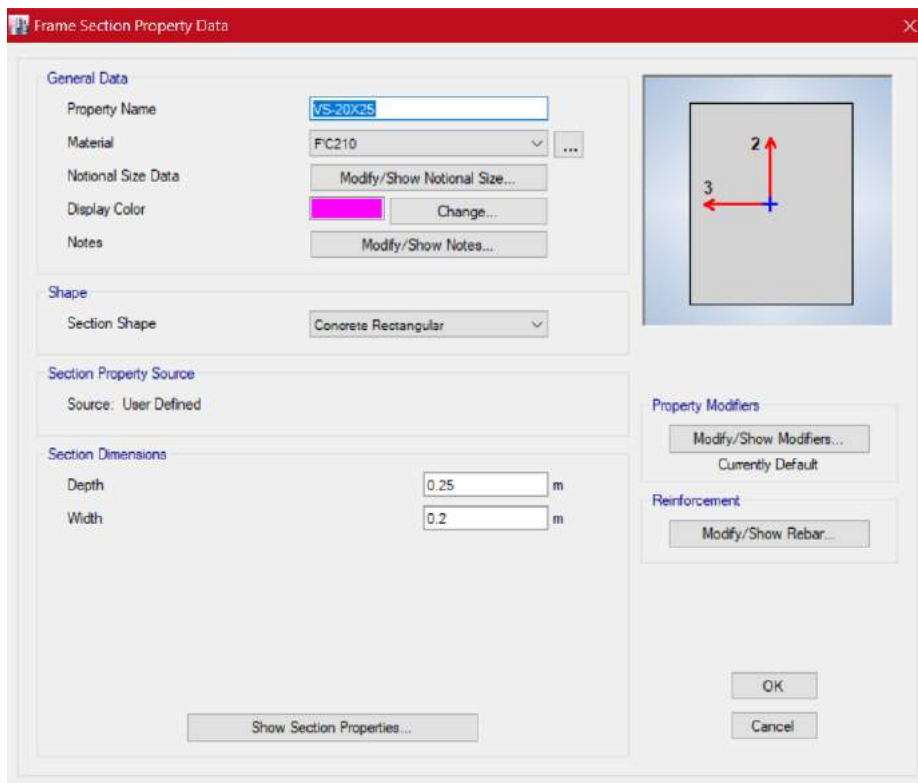 Frame Section Property Data
General Data
Property Name
VS-20X25
Material
F'C210
...
Notional Size Data
Modify/Show Notional Size...
Display Color
Change...
Notes
Modify/Show Notes...
2
3
Shape
Section Shape
Concrete Rectangular
Section Property Source
Source: User Defined
Section Dimensions
Depth
0.25
m
Width
0.2
m
Show Section Properties...
Property Modifiers
Modify/Show Modifiers...
Currently Default
Reinforcement
Modify/Show Rebar...
OK
Cancel